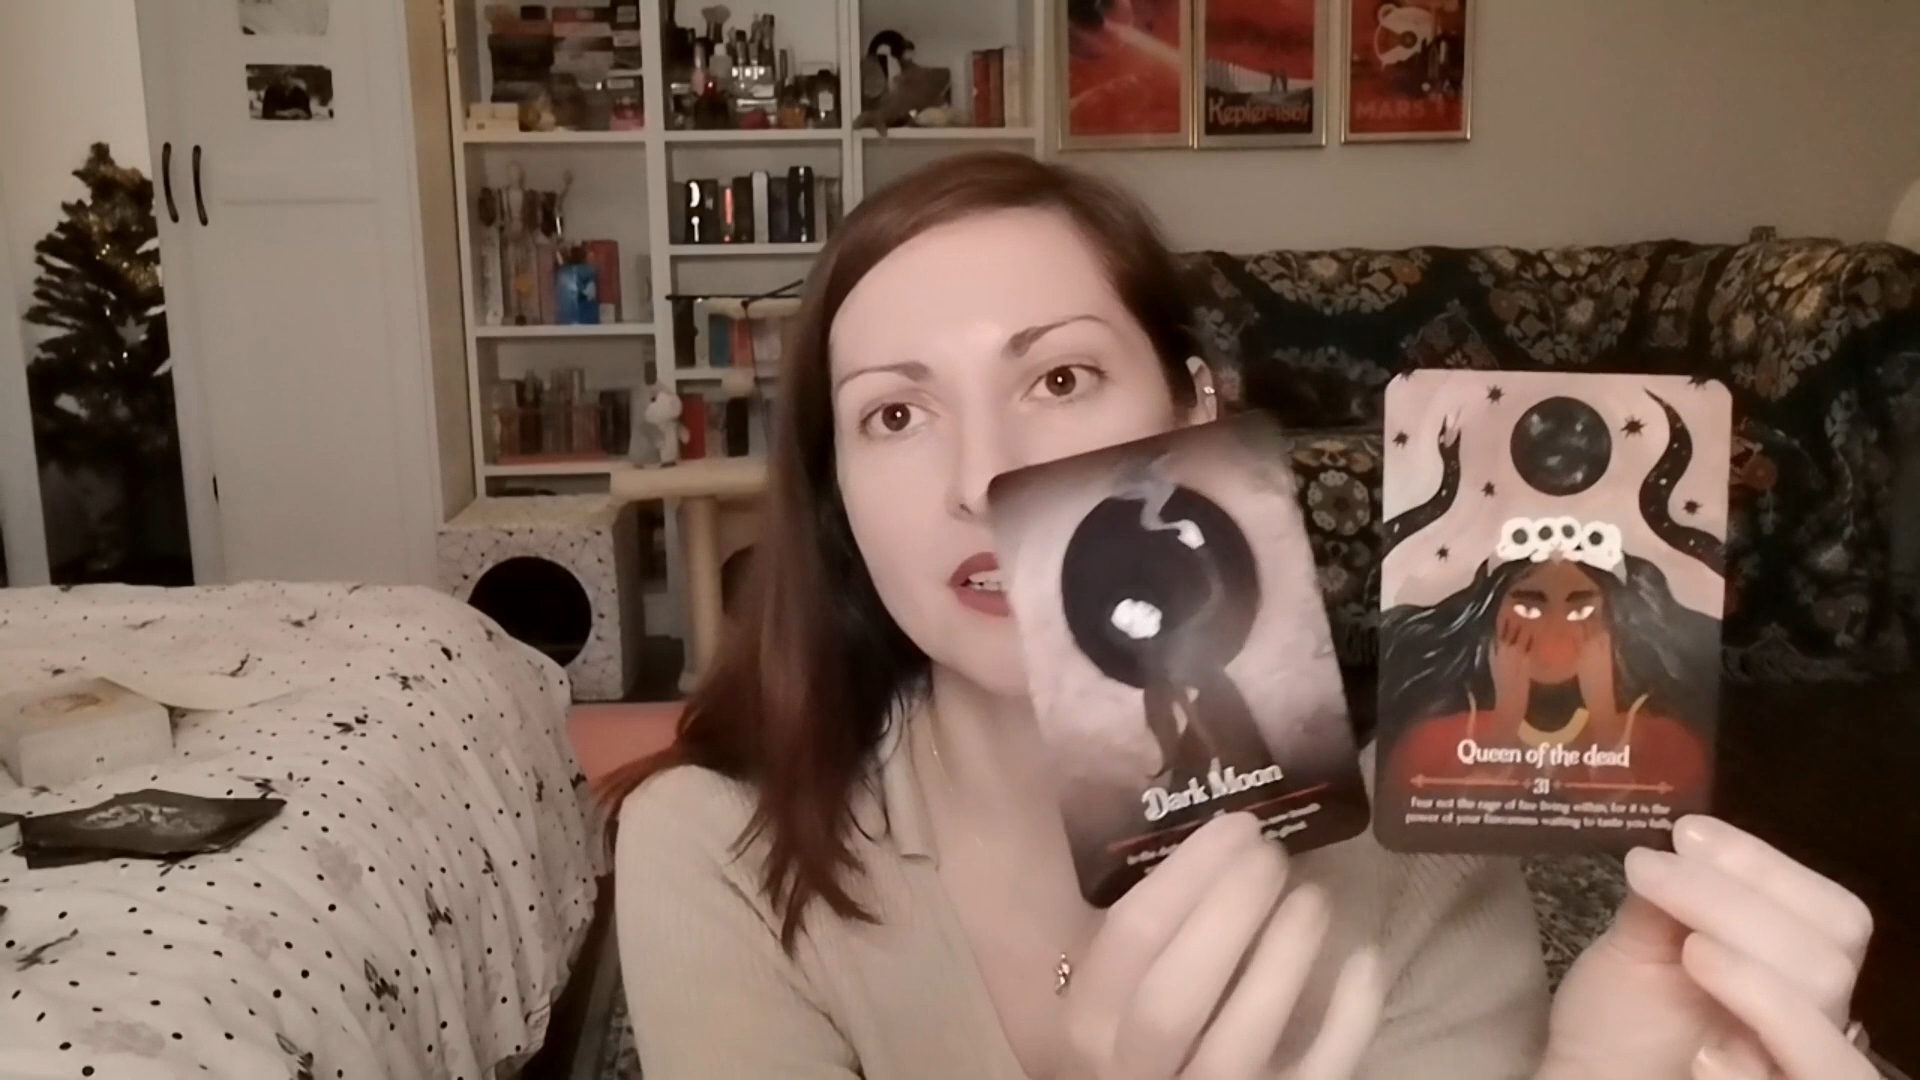 Kepler-186f
MARS
Dark Moon
Queen of the dead
31
Fear not the rage of fire living within, for it is the
power of your fierceness waiting to taste you